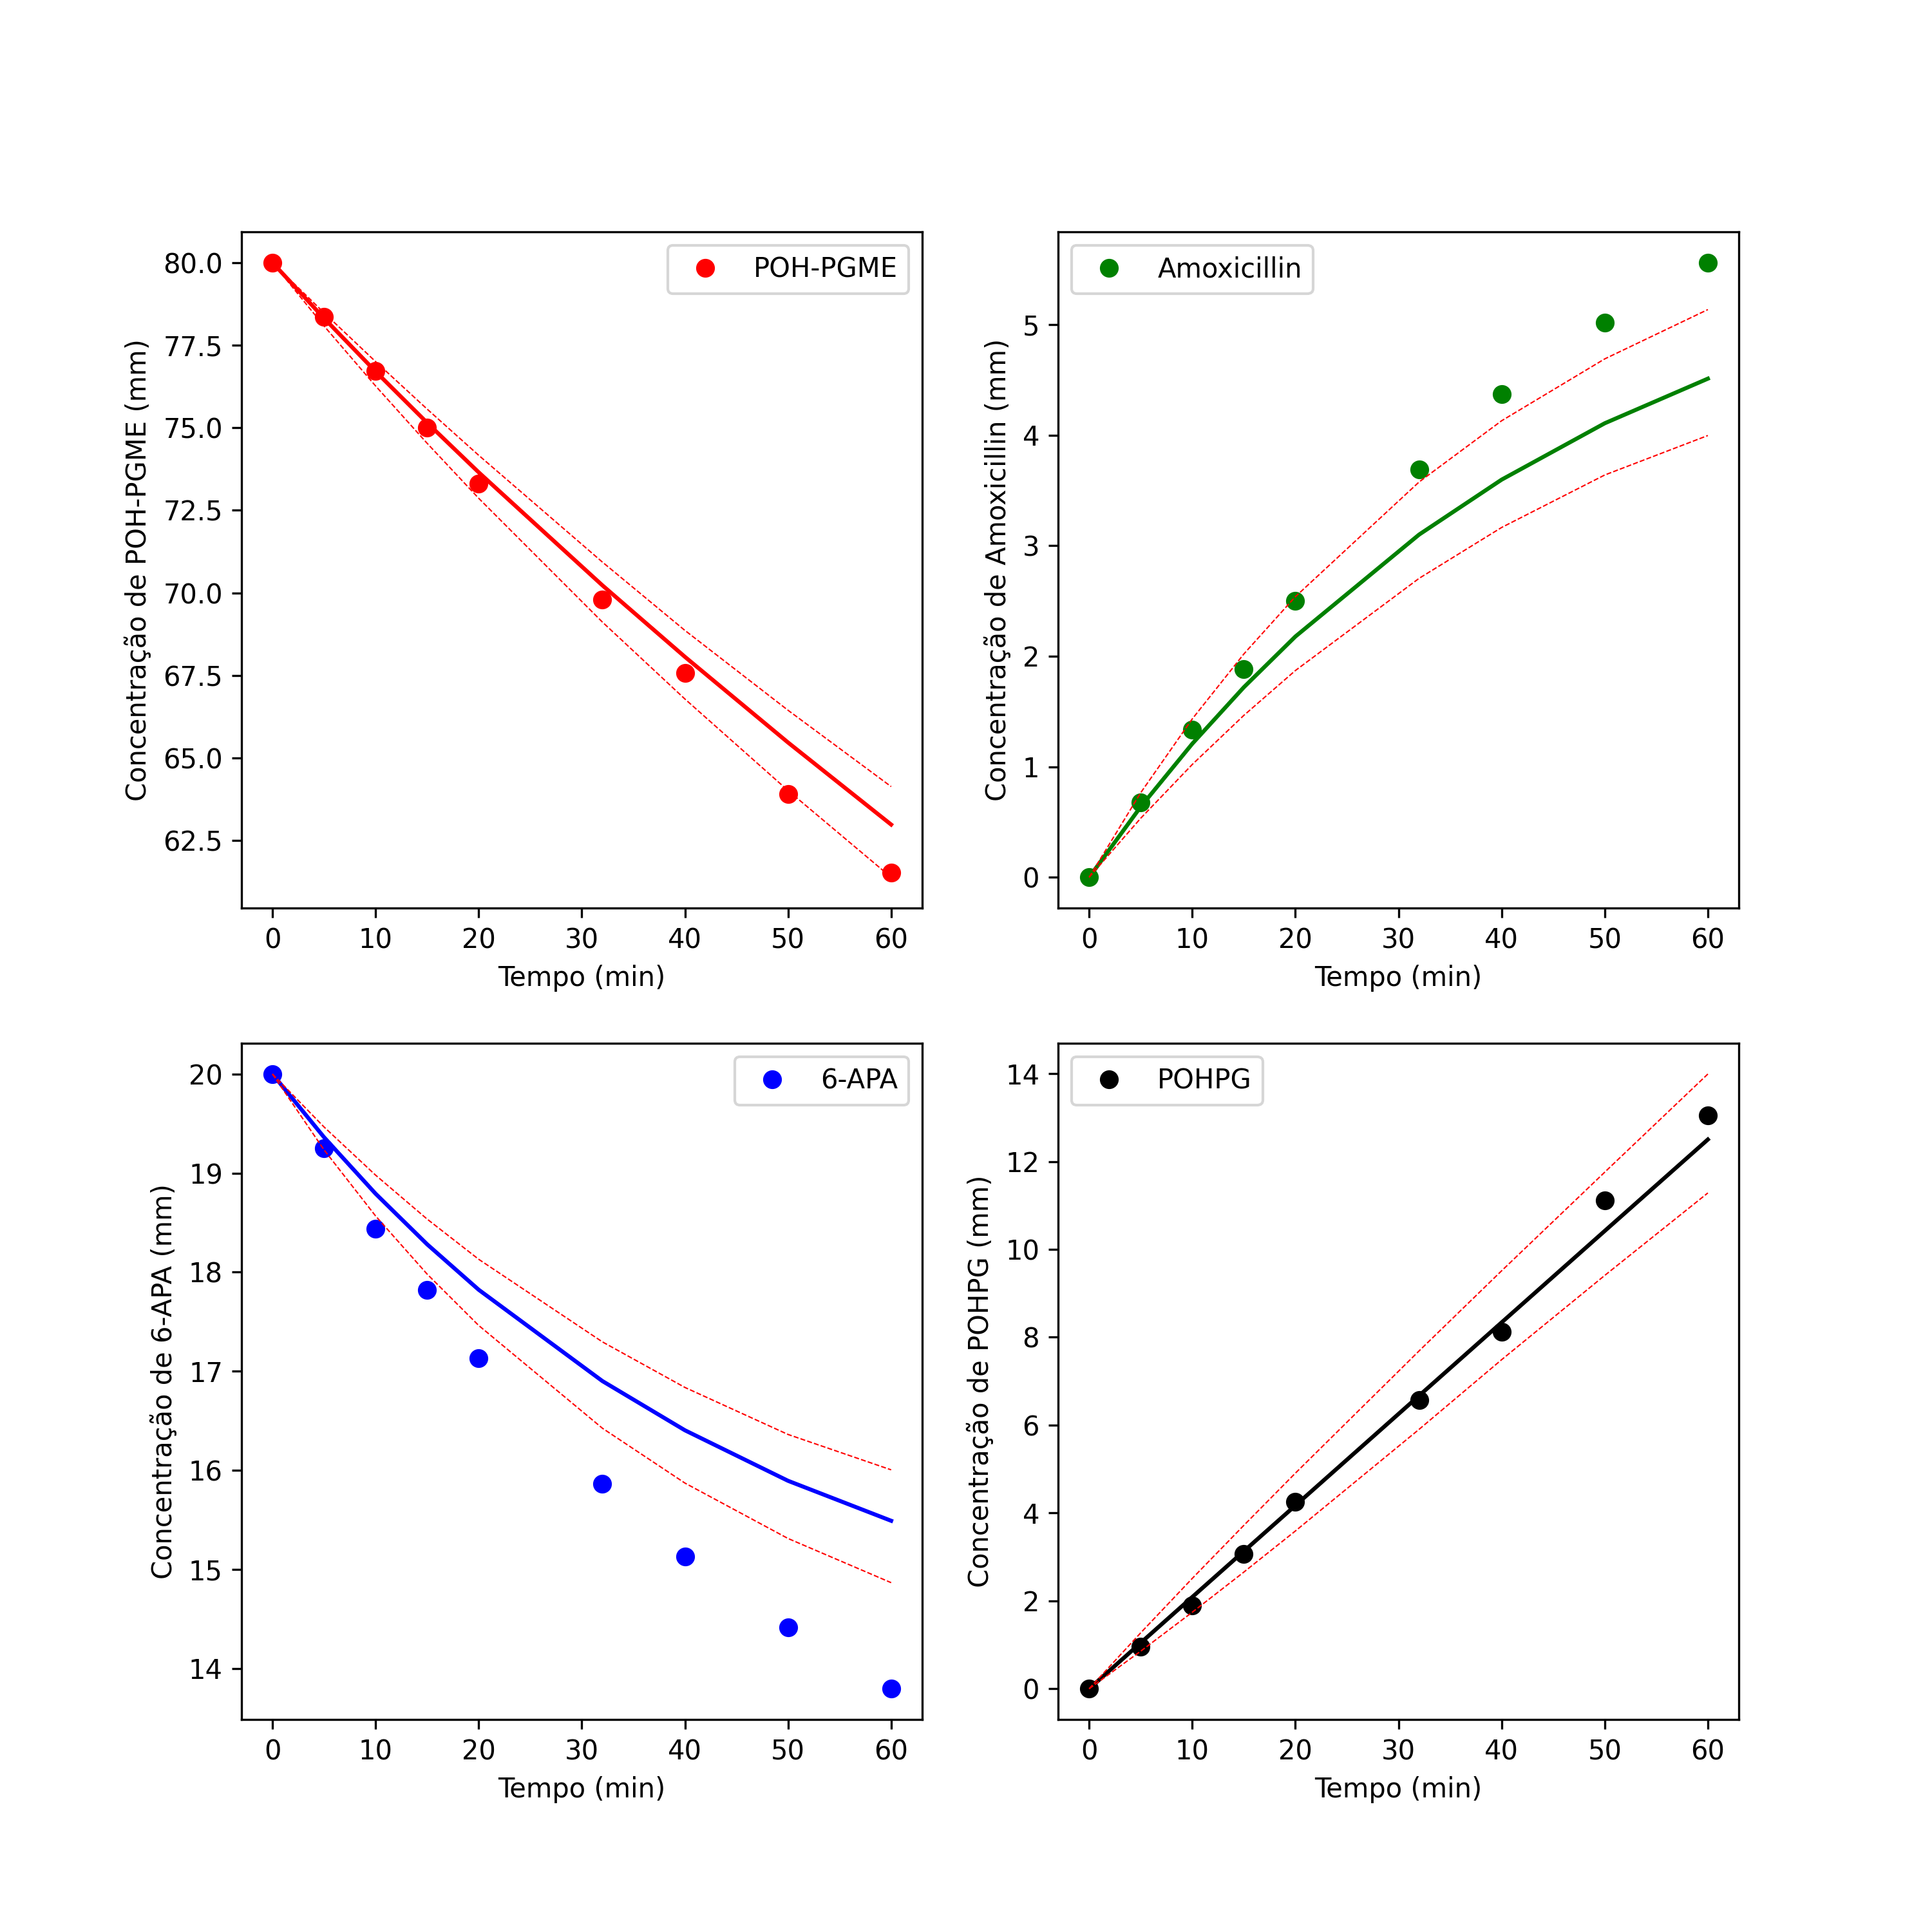 Concentração de POH-PGME (mm)
80.0
77.5
75.0
72.5
70.0
67.5
65.0
62.5
POH-PGME
0 10 20 30 40 50 60
Tempo (min)
Concentração de Amoxicillin (mm)
5
4
3
2
1
0
Amoxicillin
0 10 20 30 40 50 60
Tempo (min)
Concentração de 6-APA (mm)
20
19
18
17
16
15
14
6-APA
0 10 20 30 40 50 60
Tempo (min)
Concentração de POHPG (mm)
14
12
10
8
6
4
2
0
POHPG
0 10 20 30 40 50 60
Tempo (min)